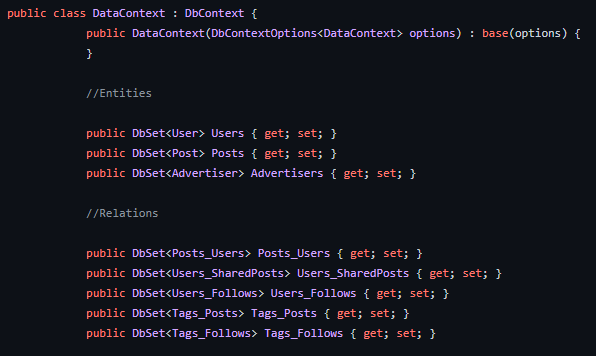 public class DataContext : DbContext {
public DataContext(DbContextOptions<DataContext> options) : base(options) {
}
//Entities
public DbSet<User> Users { get; set; }
public DbSet<Post> Posts { get; set; }
public DbSet<Advertiser> Advertisers { get; set; }
//Relations
public DbSet<Posts_Users> Posts_Users { get; set; }
public DbSet<Users_SharedPosts> Users_SharedPosts { get; set; }
public DbSet<Users_Follows> Users_Follows { get; set; }
public DbSet<Tags_Posts> Tags_Posts { get; set; }
public DbSet<Tags_Follows> Tags_Follows { get; set; }